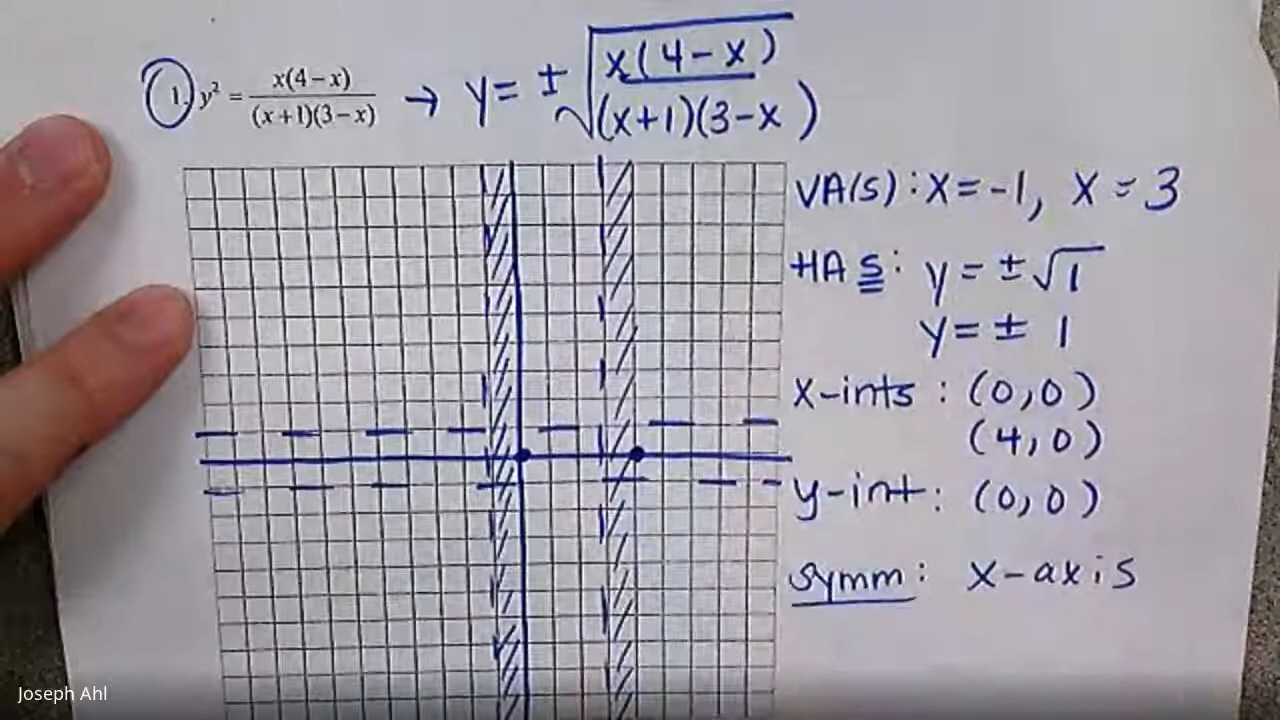 1. y² = x(4 − x) / (x + 1)(3 − x) → y = ± √(x(4 − x) / (x + 1)(3 − x))
VA(s): x = -1, x = 3
HAs: y = ± √1
y = ± 1
x-ints: (0,0)
(4,0)
y-int: (0,0)
symm: x-axis
Joseph Ahl